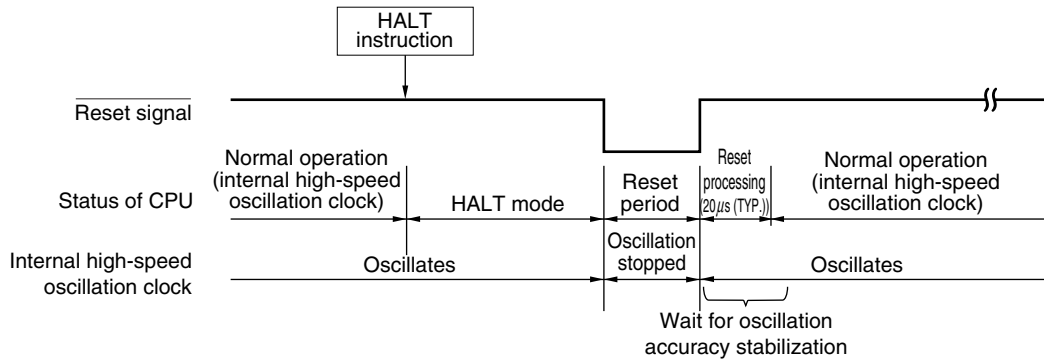 HALT
instruction
Reset signal
Normal operation
(internal high-speed
oscillation clock)
Status of CPU
HALT mode
Reset
period
Reset
processing
(20μs (TYP.))
Normal operation
(internal high-speed
oscillation clock)
Internal high-speed
oscillation clock
Oscillates
Oscillation
stopped
Oscillates
Wait for oscillation
accuracy stabilization